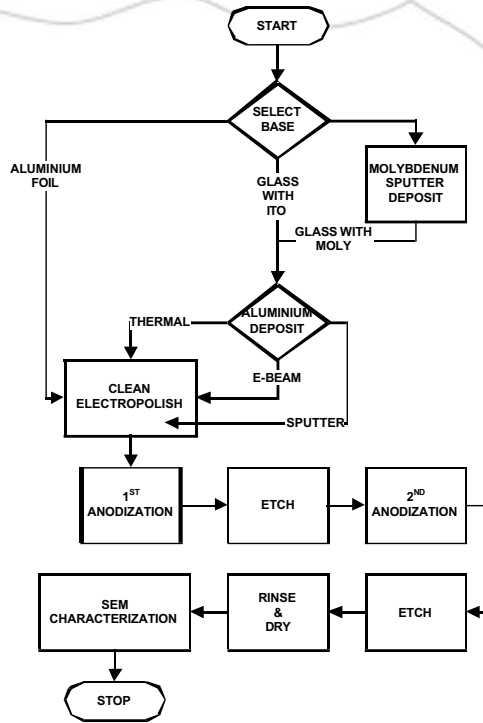 START
SELECT
BASE
ALUMINIUM
FOIL
GLASS
WITH
ITO
MOLYBDENUM
SPUTTER
DEPOSIT
GLASS WITH
MOLY
ALUMINIUM
DEPOSIT
THERMAL
E-BEAM
CLEAN
ELECTROPOLISH
SPUTTER
1ST
ANODIZATION
ETCH
2ND
ANODIZATION
SEM
CHARACTERIZATION
RINSE
&
DRY
ETCH
STOP